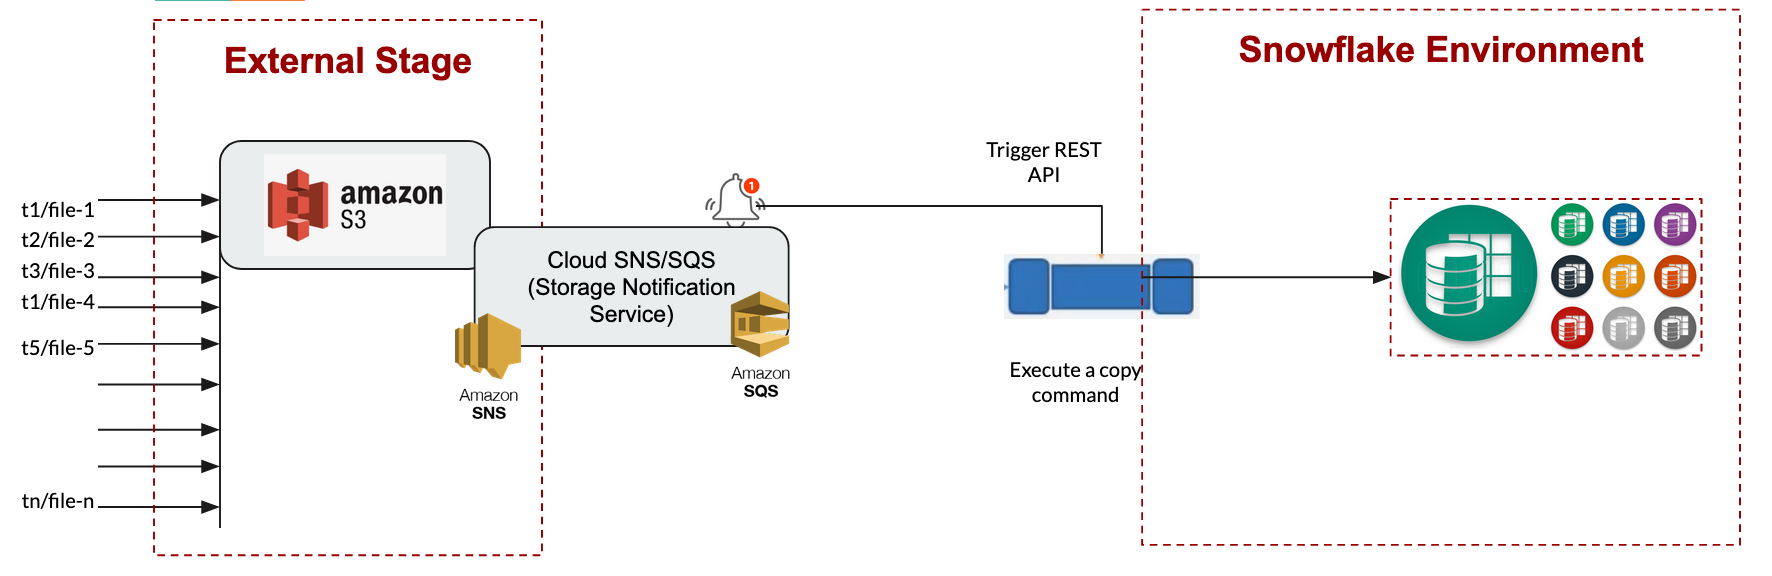 External Stage
Snowflake Environment
amazon
S3
t1/file-1
t2/file-2
t3/file-3
t1/file-4
t5/file-5
tn/file-n
1
Cloud SNS/SQS
(Storage Notification
Service)
Amazon
SNS
Amazon
SQS
Trigger REST
API
Execute a copy
command